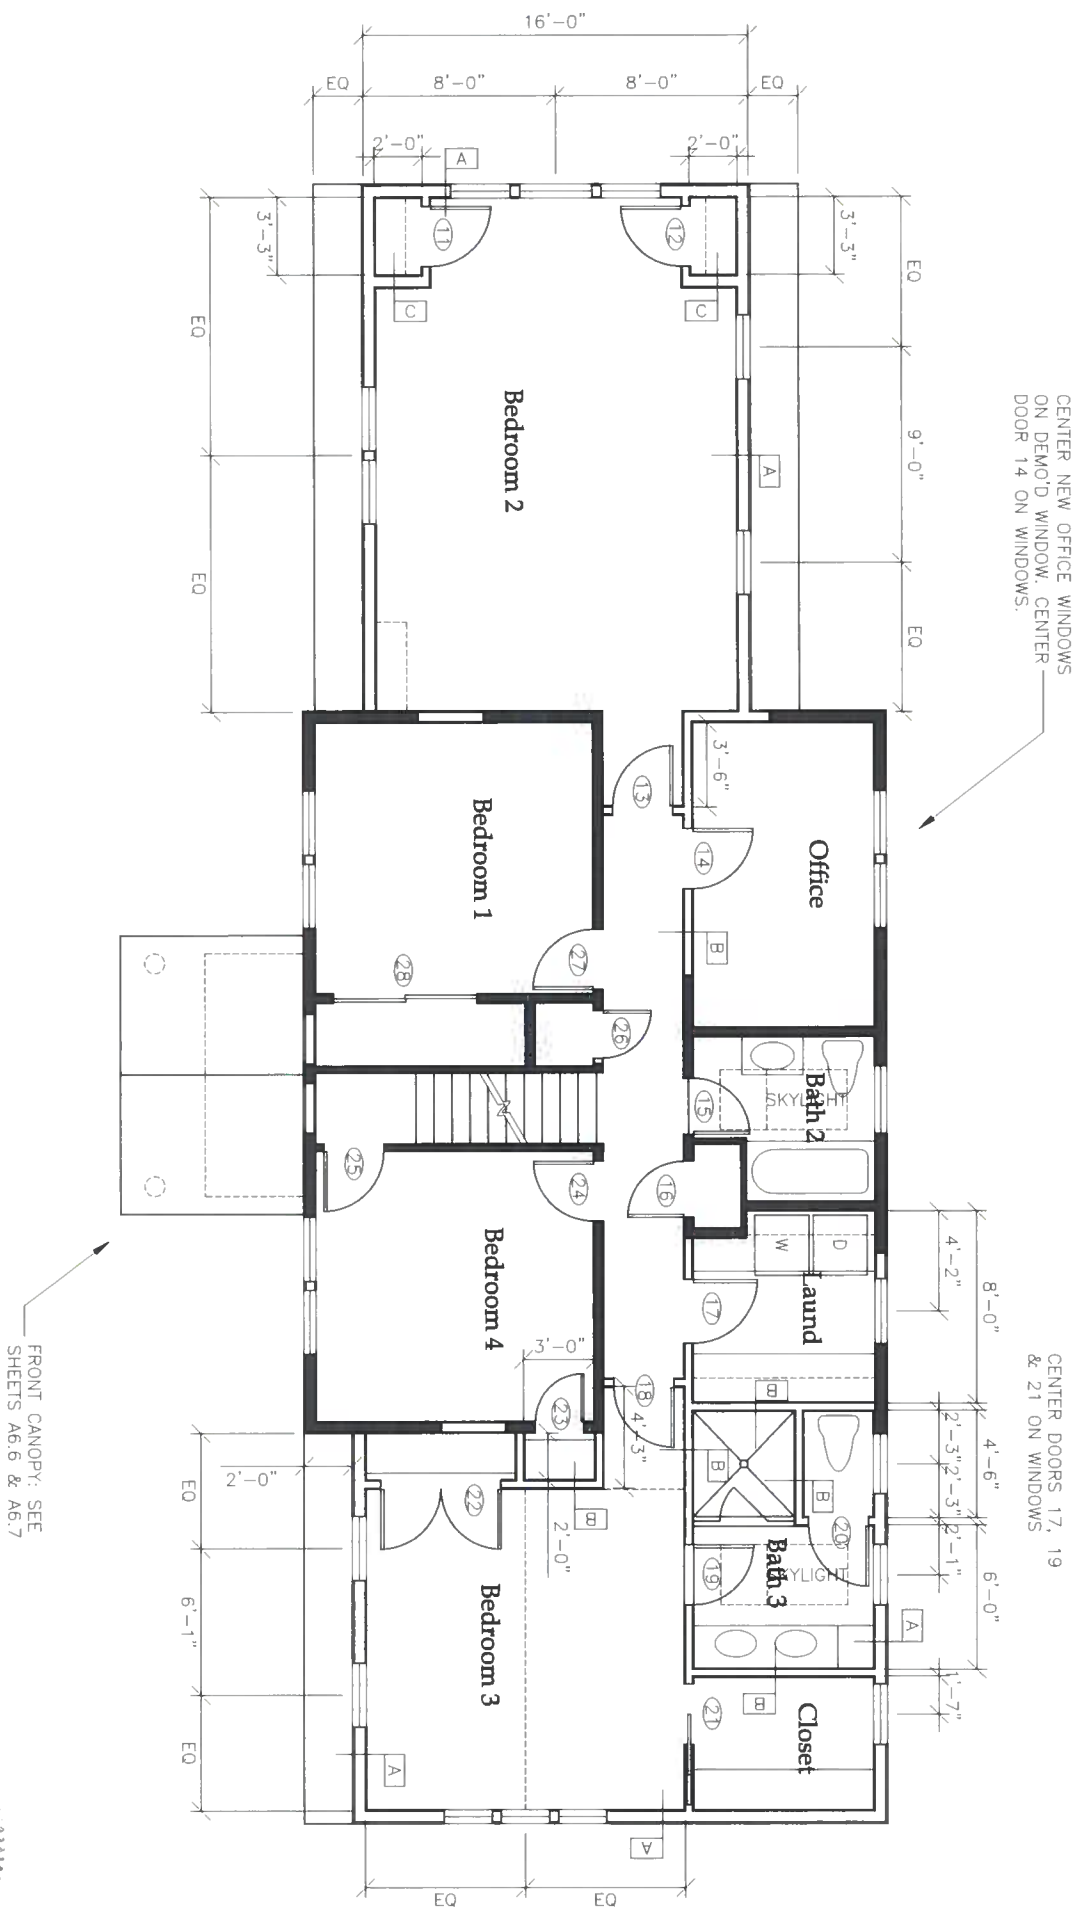 16'-0"
EQ
8'-0"
8'-0"
EQ
2'-0"
A
2'-0"
3'-3"
11
12
3'-3"
C
C
EQ
EQ
Bedroom 2
A
9'-0"
EQ
EQ
CENTER NEW OFFICE WINDOWS
ON DEMO'D WINDOW. CENTER
DOOR 14 ON WINDOWS.
3'-6"
13
14
Office
Bedroom 1
B
27
28
26
15
SKYLIGHT
Bath 2
25
24
16
W
D
Laund
17
4'-2"
8'-0"
Bedroom 4
3'-0"
23
18
4'-3"
B
B
B
2'-3"
2'-3"
4'-6"
CENTER DOORS 17, 19
& 21 ON WINDOWS
FRONT CANOPY: SEE
SHEETS A6.6 & A6.7
2'-0"
EQ
22
B
2'-0"
20
19
SKYLIGHT
Bath 3
2'-1"
6'-0"
6'-1"
Bedroom 3
A
B
21
Closet
1'-7"
EQ
A
A
EQ
EQ